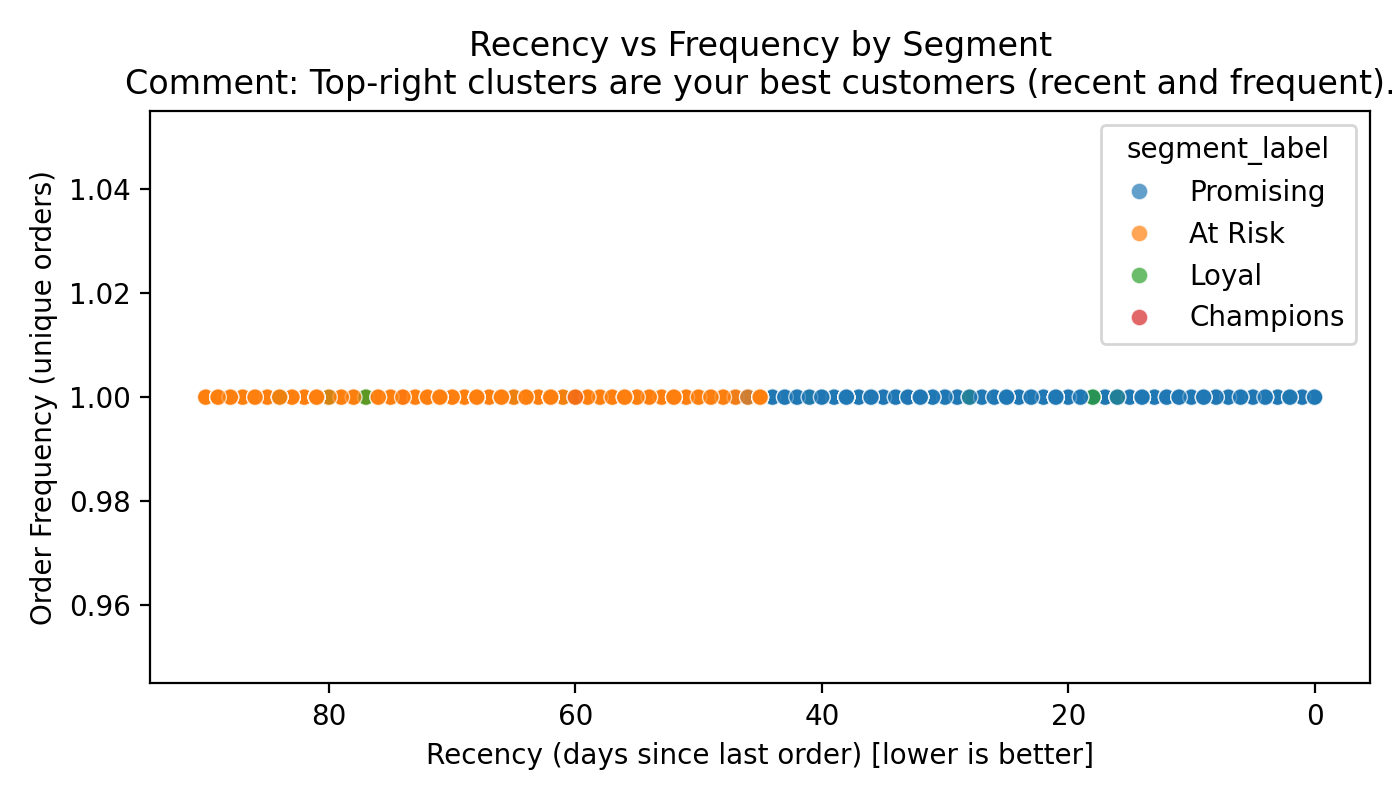 Recency vs Frequency by Segment
Comment: Top-right clusters are your best customers (recent and frequent).
segment_label
Promising
At Risk
Loyal
Champions
Order Frequency (unique orders)
1.04
1.02
1.00
0.98
0.96
80
60
40
20
0
Recency (days since last order) [lower is better]